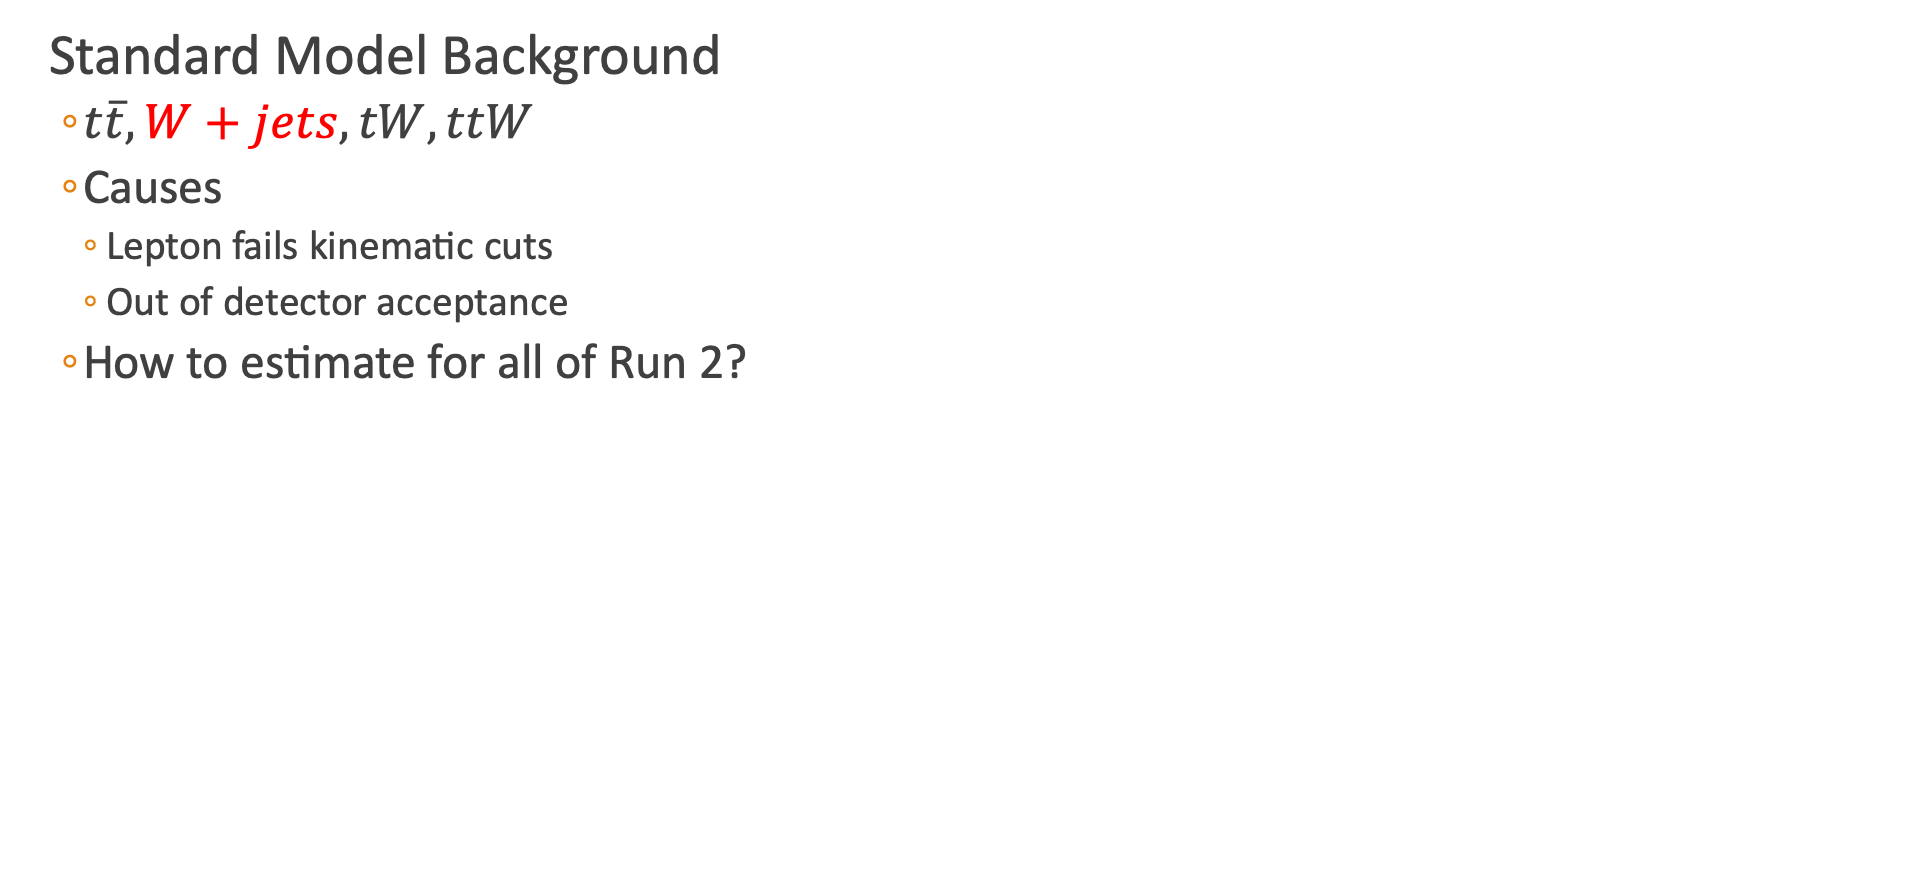 Standard Model Background
◦ tt̄, W + jets, tW, ttW
◦ Causes
◦ Lepton fails kinematic cuts
◦ Out of detector acceptance
◦ How to estimate for all of Run 2?